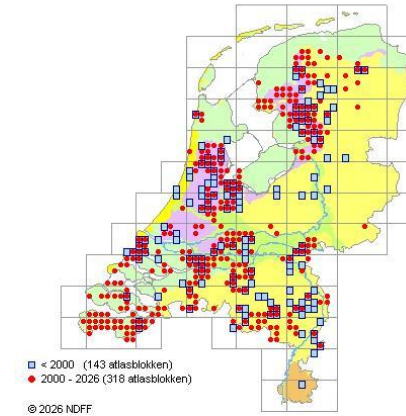 < 2000 (143 atlasblokken)
2000 - 2026 (318 atlasblokken)
© 2026 NDFF